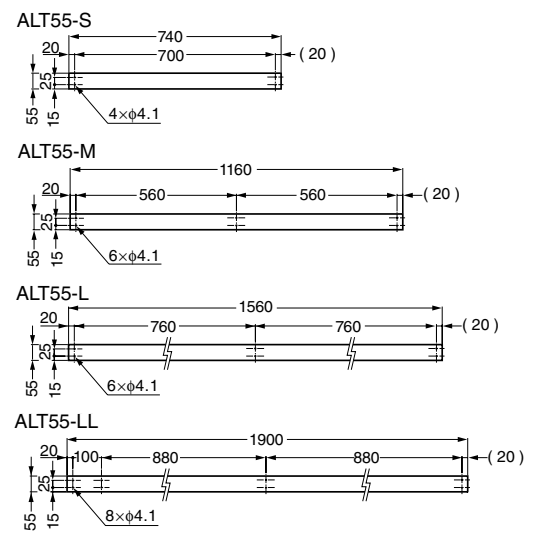 ALT55-S
740
20 700 ( 20 )
55 25 15
4×φ4.1
ALT55-M
1160
20 560 560 ( 20 )
55 25 15
6×φ4.1
ALT55-L
1560
20 760 760 ( 20 )
55 25 15
6×φ4.1
ALT55-LL
1900
20 100 880 880 ( 20 )
55 25 15
8×φ4.1